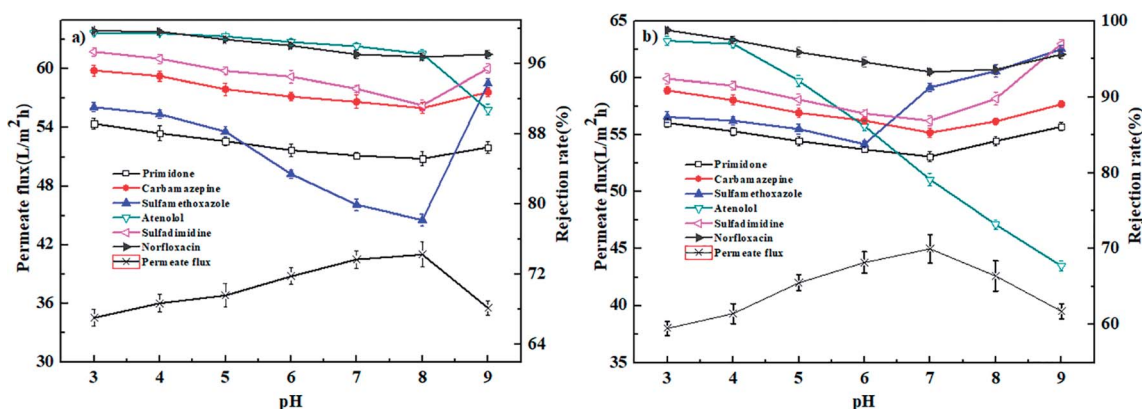 a)
Permeate flux(L/m²h)
60
54
48
42
36
30
96
88
80
72
64
Rejection rate(%)
Primidone
Carbamazepine
Sulfamethoxazole
Atenolol
Sulfadimidine
Norfloxacin
Permeate flux
3 4 5 6 7 8 9
pH
b)
Permeate flux(L/m²h)
65
60
55
50
45
40
35
100
90
80
70
60
Rejection rate(%)
Primidone
Carbamazepine
Sulfamethoxazole
Atenolol
Sulfadimidine
Norfloxacin
Permeate flux
3 4 5 6 7 8 9
pH